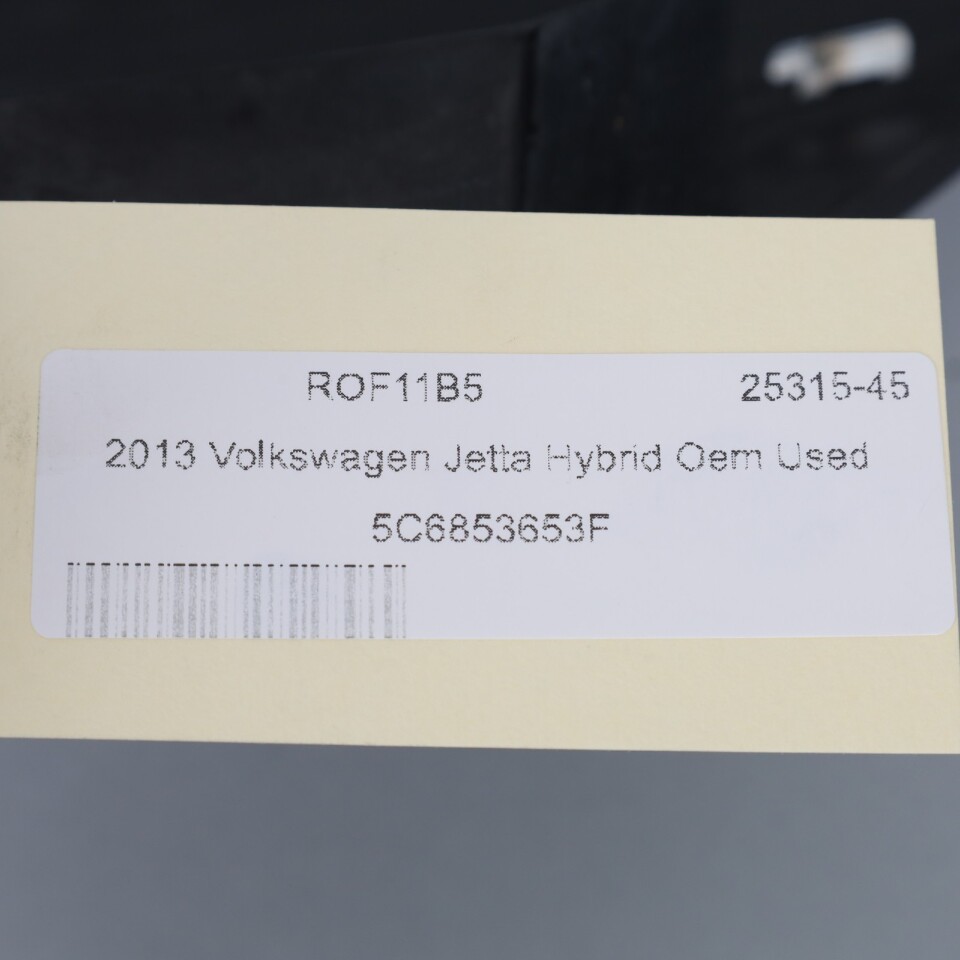 ROF11B5 25315-45
2013 Volkswagen Jetta Hybrid Oem Used
5C6853653F